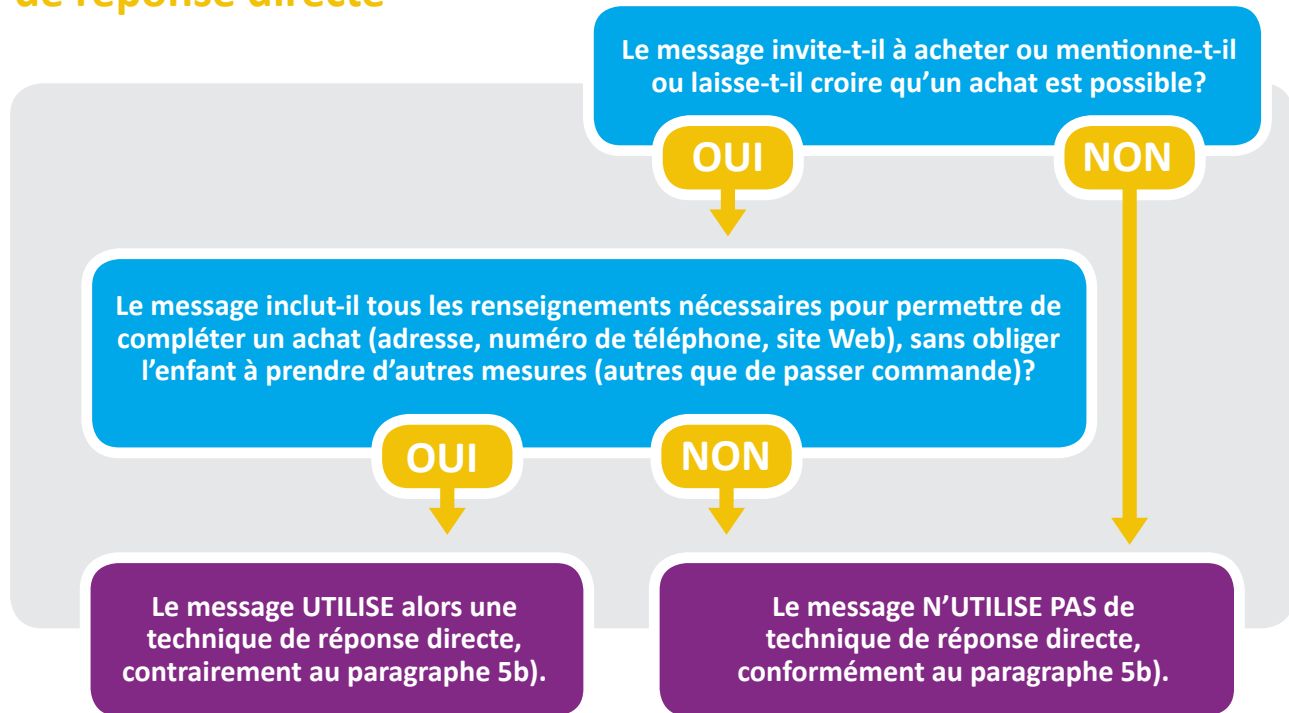 de réponse directe
Le message invite-t-il à acheter ou mentionne-t-il
ou laisse-t-il croire qu’un achat est possible?
OUI
NON
Le message inclut-il tous les renseignements nécessaires pour permettre de
compléter un achat (adresse, numéro de téléphone, site Web), sans obliger
l’enfant à prendre d’autres mesures (autres que de passer commande)?
OUI
NON
Le message UTILISE alors une
technique de réponse directe,
contrairement au paragraphe 5b).
Le message N’UTILISE PAS de
technique de réponse directe,
conformément au paragraphe 5b).